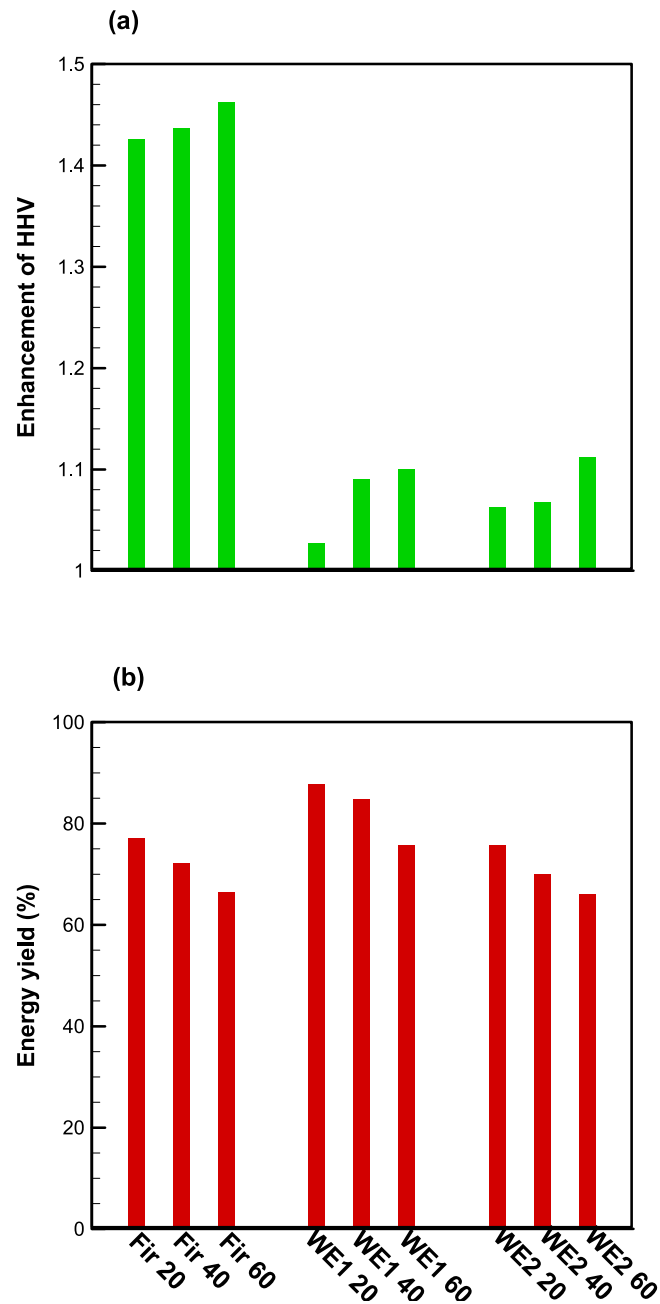 (a)
Enhancement of HHV
1.5
1.4
1.3
1.2
1.1
1
(b)
Energy yield (%)
100
80
60
40
20
0
Fir 20
Fir 40
Fir 60
WE1 20
WE1 40
WE1 60
WE2 20
WE2 40
WE2 60